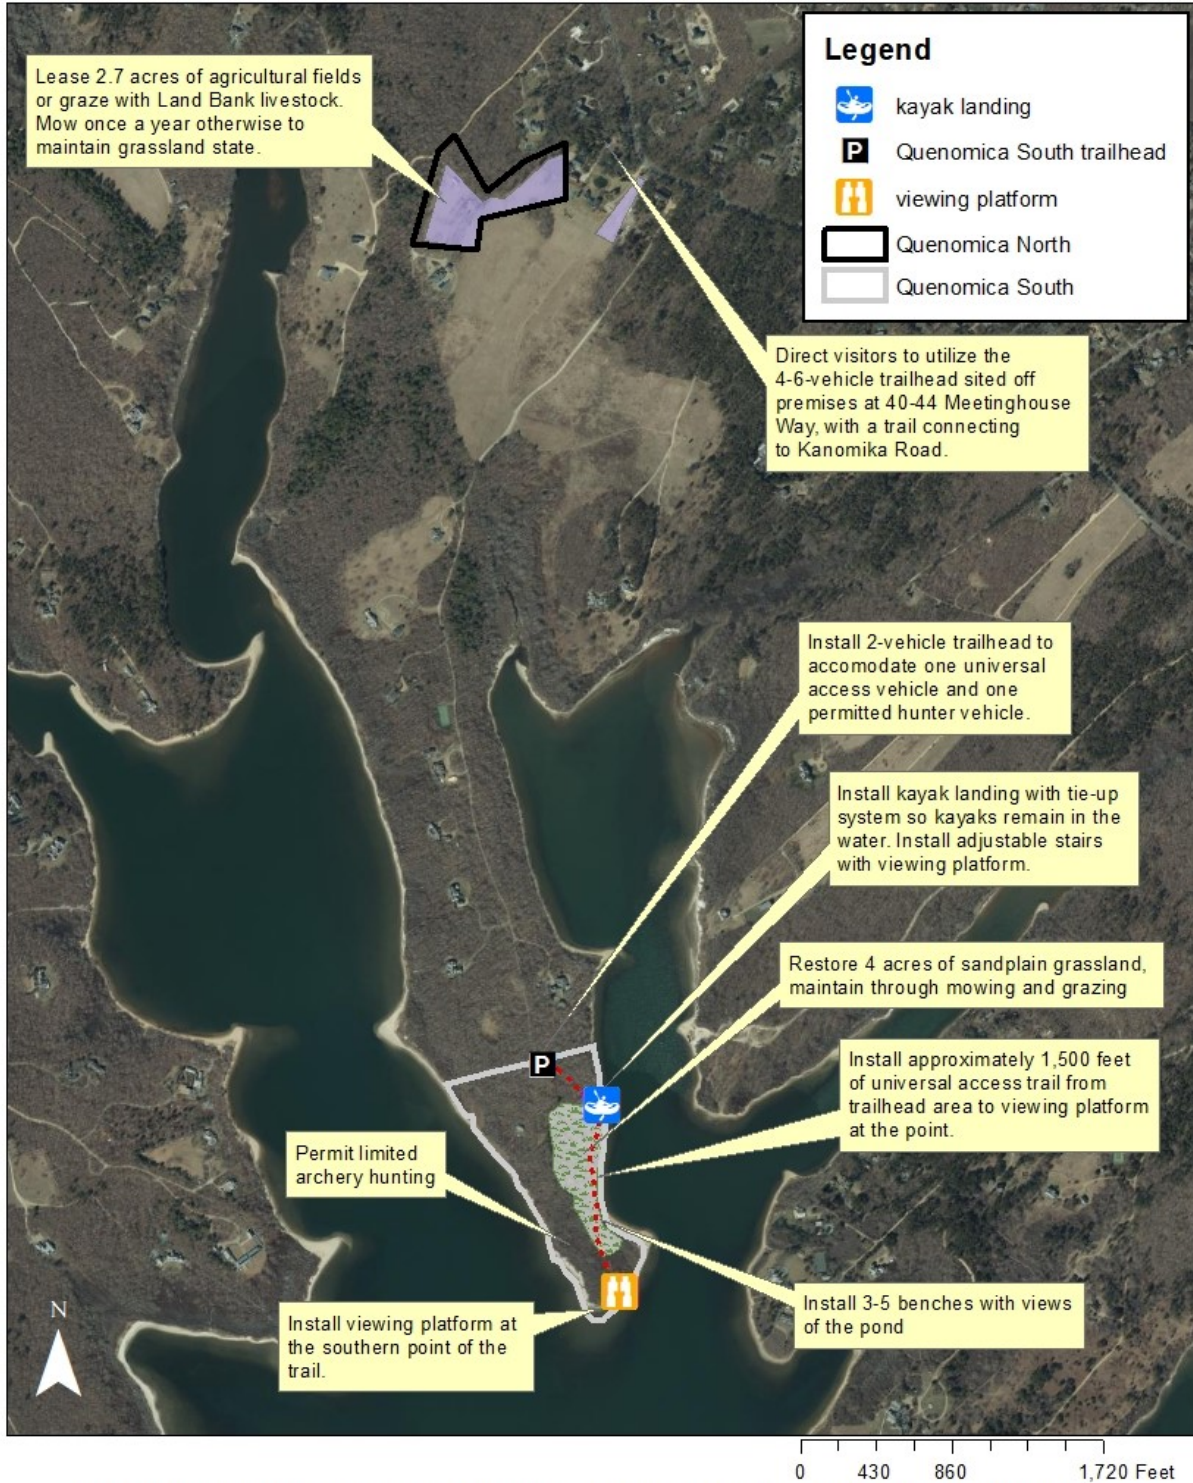 Lease 2.7 acres of agricultural fields
or graze with Land Bank livestock.
Mow once a year otherwise to
maintain grassland state.
Legend
kayak landing
P
Quenomica South trailhead
viewing platform
Quenomica North
Quenomica South
Direct visitors to utilize the
4-6-vehicle trailhead sited off
premises at 40-44 Meetinghouse
Way, with a trail connecting
to Kanomika Road.
Install 2-vehicle trailhead to
accomodate one universal
access vehicle and one
permitted hunter vehicle.
Install kayak landing with tie-up
system so kayaks remain in the
water. Install adjustable stairs
with viewing platform.
Restore 4 acres of sandplain grassland,
maintain through mowing and grazing
Install approximately 1,500 feet
of universal access trail from
trailhead area to viewing platform
at the point.
P
Permit limited
archery hunting
Install 3-5 benches with views
of the pond
Install viewing platform at
the southern point of the
trail.
N
0 430 860 1,720 Feet